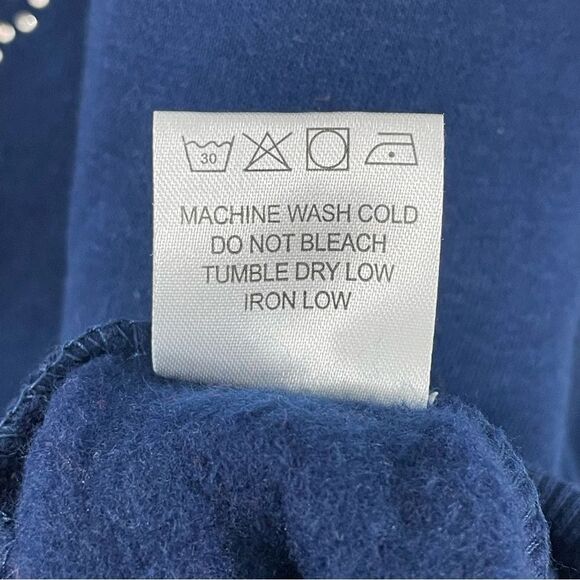 30
MACHINE WASH COLD
DO NOT BLEACH
TUMBLE DRY LOW
IRON LOW